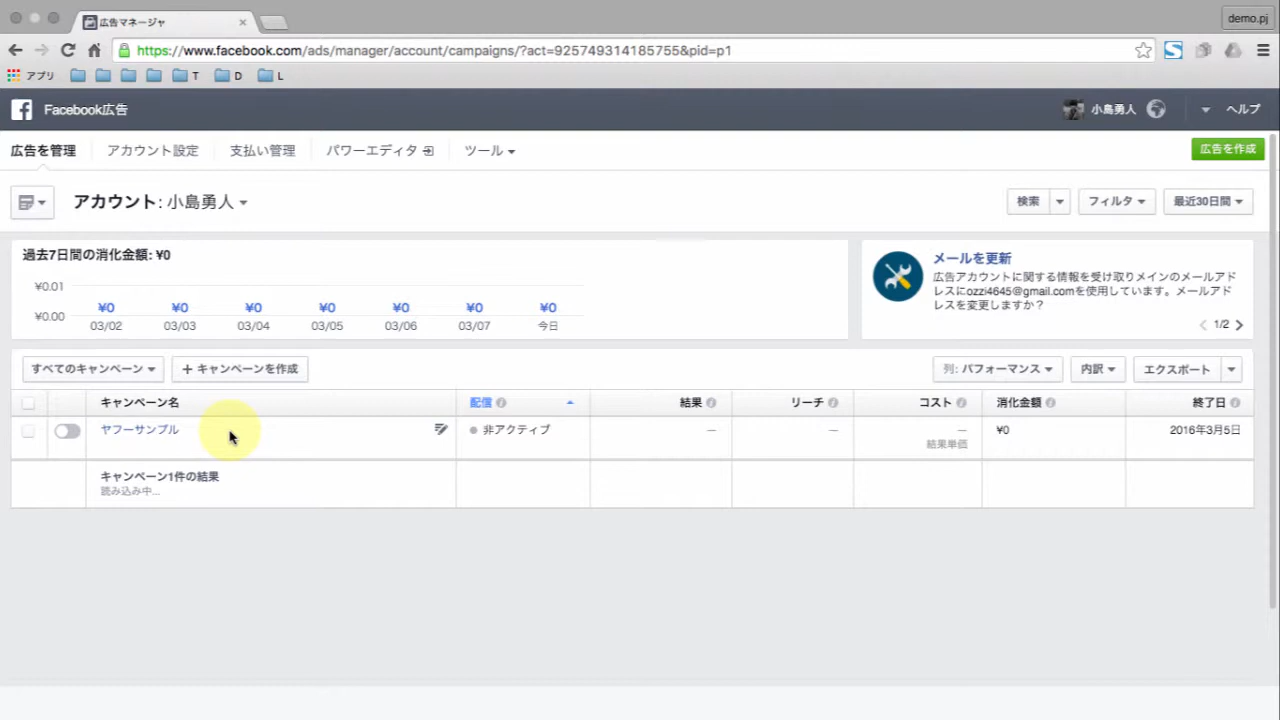 広告マネージャ
demo.pj
https://www.facebook.com/ads/manager/account/campaigns/?act=925749314185755&pid=p1
アプリ T D L
Facebook広告
小島勇人
ヘルプ
広告を管理 アカウント設定 支払い管理 パワーエディタ ツール
広告を作成
アカウント: 小島勇人
検索 フィルタ 最近30日間
過去7日間の消化金額: ¥0
¥0.01
¥0.00
¥0 ¥0 ¥0 ¥0 ¥0 ¥0 ¥0
03/02 03/03 03/04 03/05 03/06 03/07 今日
メールを更新
広告アカウントに関する情報を受け取りメインのメールアド
レスにozzi4645@gmail.comを使用しています。メールアド
レスを変更しますか？
1/2
すべてのキャンペーン + キャンペーンを作成
列: パフォーマンス 内訳 エクスポート
キャンペーン名 配信 結果 リーチ コスト 消化金額 終了日
ヤフーサンプル 非アクティブ — — — ¥0 2016年3月5日
結果単価
キャンペーン1件の結果
読み込み中...